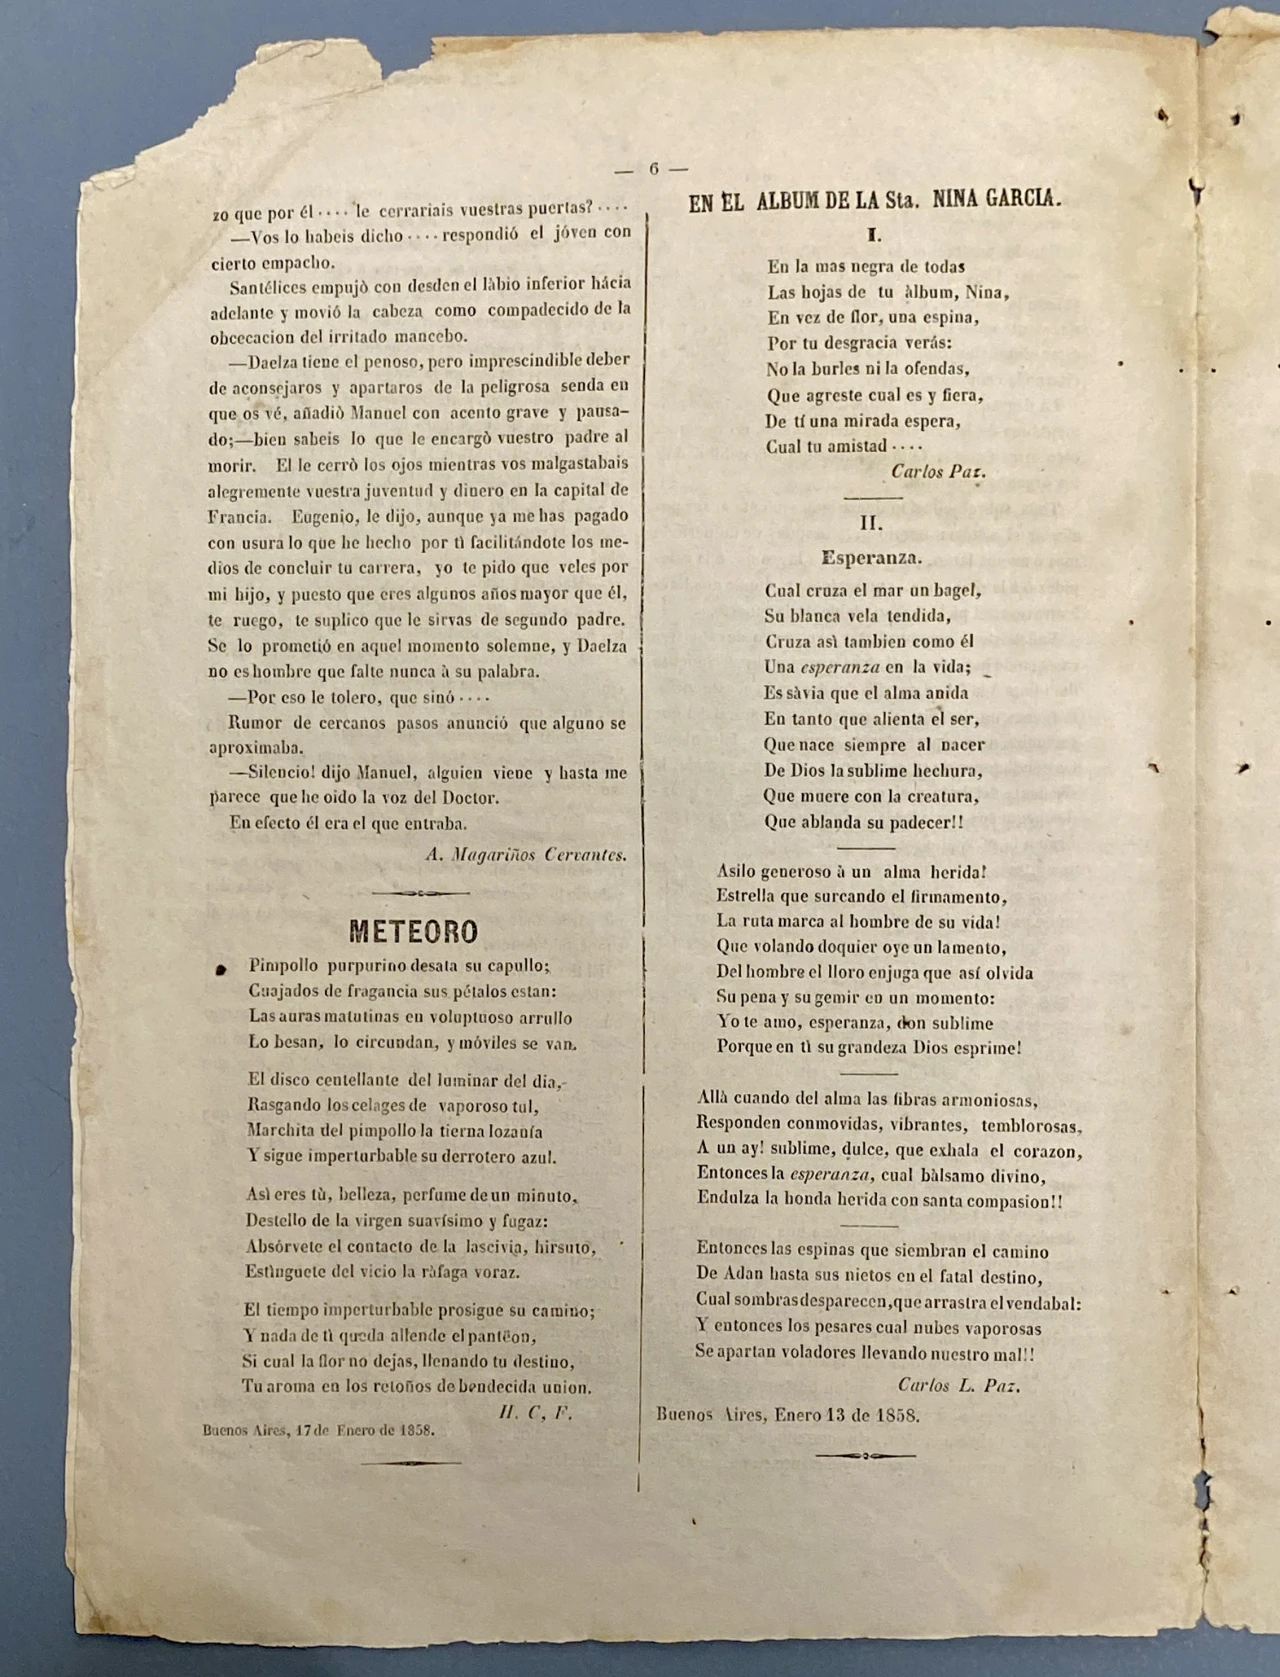 — 6 —
zo que por él .... le cerrariais vuestras puertas? ....
—Vos lo habeis dicho .... respondió el jóven con
cierto empacho.
Santélices empujò con desden el làbio inferior hácia
adelante y movió la cabeza como compadecido de la
obcecacion del irritado mancebo.
—Daelza tiene el penoso, pero imprescindible deber
de aconsejaros y apartaros de la peligrosa senda en
que os vé, añadiò Manuel con acento grave y pausa-
do;—bien sabeis lo que le encargò vuestro padre al
morir. El le cerrò los ojos mientras vos malgastabais
alegremente vuestra juventud y dinero en la capital de
Francia. Eugenio, le dijo, aunque ya me has pagado
con usura lo que he hecho por tì facilitándote los me-
dios de concluir tu carrera, yo te pido que veles por
mi hijo, y puesto que eres algunos años mayor que él,
te ruego, te suplico que le sirvas de segundo padre.
Se lo prometió en aquel momento solemne, y Daelza
no es hombre que falte nunca à su palabra.
—Por eso le tolero, que sinó ....
Rumor de cercanos pasos anunció que alguno se
aproximaba.
—Silencio! dijo Manuel, alguien viene y hasta me
parece que he oido la voz del Doctor.
En efecto él era el que entraba.
A. Magariños Cervantes.
METEORO
Pimpollo purpurino desata su capullo;
Cuajados de fragancia sus pétalos estan:
Las auras matutinas en voluptuoso arrullo
Lo besan, lo circundan, y móviles se van.
El disco centellante del luminar del dia,
Rasgando los celages de vaporoso tul,
Marchita del pimpollo la tierna lozanía
Y sigue imperturbable su derrotero azul.
Asì eres tù, belleza, perfume de un minuto,
Destello de la virgen suavísimo y fugaz:
Absórvete el contacto de la lascivia, hirsuto,
Estìnguete del vicio la ràfaga voraz.
El tiempo imperturbable prosigue su camino;
Y nada de tì queda allende el pantëon,
Si cual la flor no dejas, llenando tu destino,
Tu aroma en los retoños de bendecida union.
H. C, F.
Buenos Aires, 17 de Enero de 1858.
EN EL ALBUM DE LA Sta. NINA GARCIA.
I.
En la mas negra de todas
Las hojas de tu àlbum, Nina,
En vez de flor, una espina,
Por tu desgracia verás:
No la burles ni la ofendas,
Que agreste cual es y fiera,
De tí una mirada espera,
Cual tu amistad ....
Carlos Paz.
II.
Esperanza.
Cual cruza el mar un bagel,
Su blanca vela tendida,
Cruza asì tambien como él
Una esperanza en la vida;
Es sàvia que el alma anida
En tanto que alienta el ser,
Que nace siempre al nacer
De Dios la sublime hechura,
Que muere con la creatura,
Que ablanda su padecer!!
Asilo generoso à un alma herida!
Estrella que surcando el firmamento,
La ruta marca al hombre de su vida!
Que volando doquier oye un lamento,
Del hombre el lloro enjuga que así olvida
Su pena y su gemir en un momento:
Yo te amo, esperanza, don sublime
Porque en tì su grandeza Dios esprime!
Allà cuando del alma las fibras armoniosas,
Responden conmovidas, vibrantes, temblorosas,
A un ay! sublime, dulce, que exhala el corazon,
Entonces la esperanza, cual bàlsamo divino,
Endulza la honda herida con santa compasion!!
Entonces las espinas que siembran el camino
De Adan hasta sus nietos en el fatal destino,
Cual sombras desparecen, que arrastra el vendabal:
Y entonces los pesares cual nubes vaporosas
Se apartan voladores llevando nuestro mal!!
Carlos L. Paz.
Buenos Aires, Enero 13 de 1858.